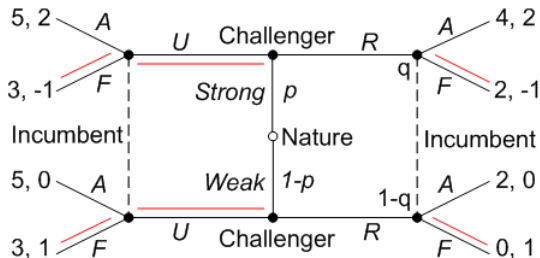 5, 2 A U Challenger R A 4, 2
3, -1 F Strong p q F 2, -1
Incumbent Nature Incumbent
5, 0 A Weak 1-p 1-q A 2, 0
3, 1 F U Challenger R F 0, 1